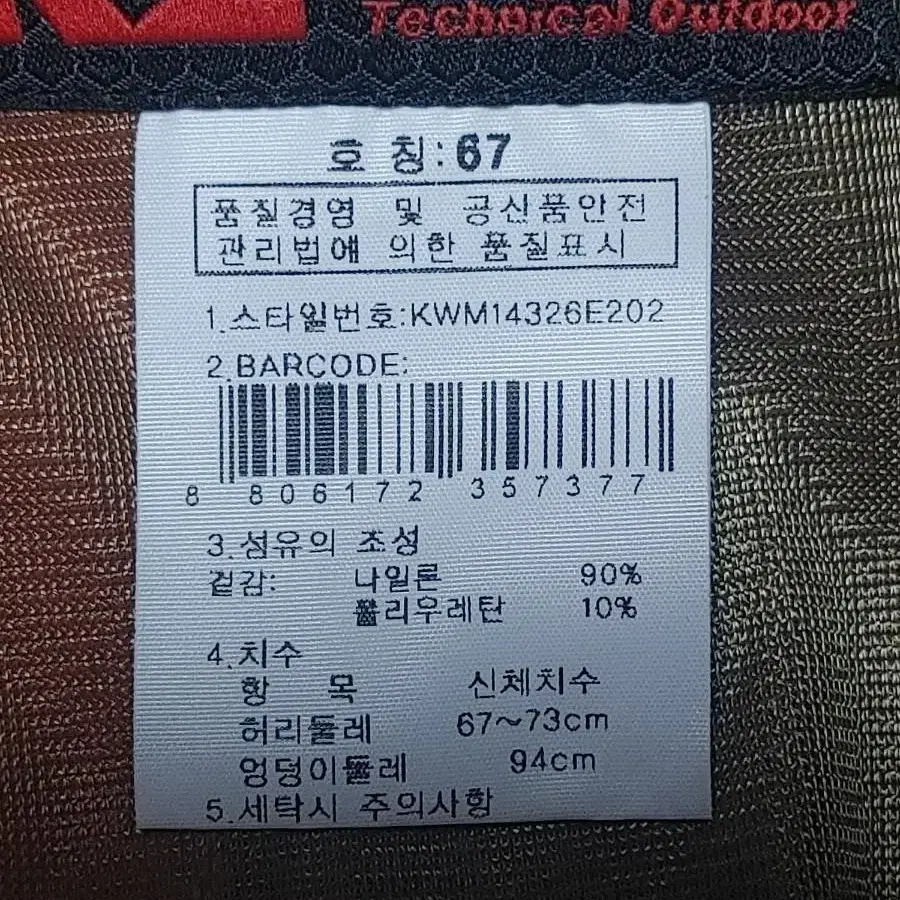 Technical Outdoor
호 칭:67
품질경영 및 공신품안전
관리법애 의한 품질표시
1.스타일번호:KWM14326E202
2.BARCODE:
8 806172 357377
3.섬유의 조성
겉감: 나일론 90%
폴리우레탄 10%
4.치수
항 목 신체치수
허리둘레 67~73cm
엉덩이둘레 94cm
5.세탁시 주의사항